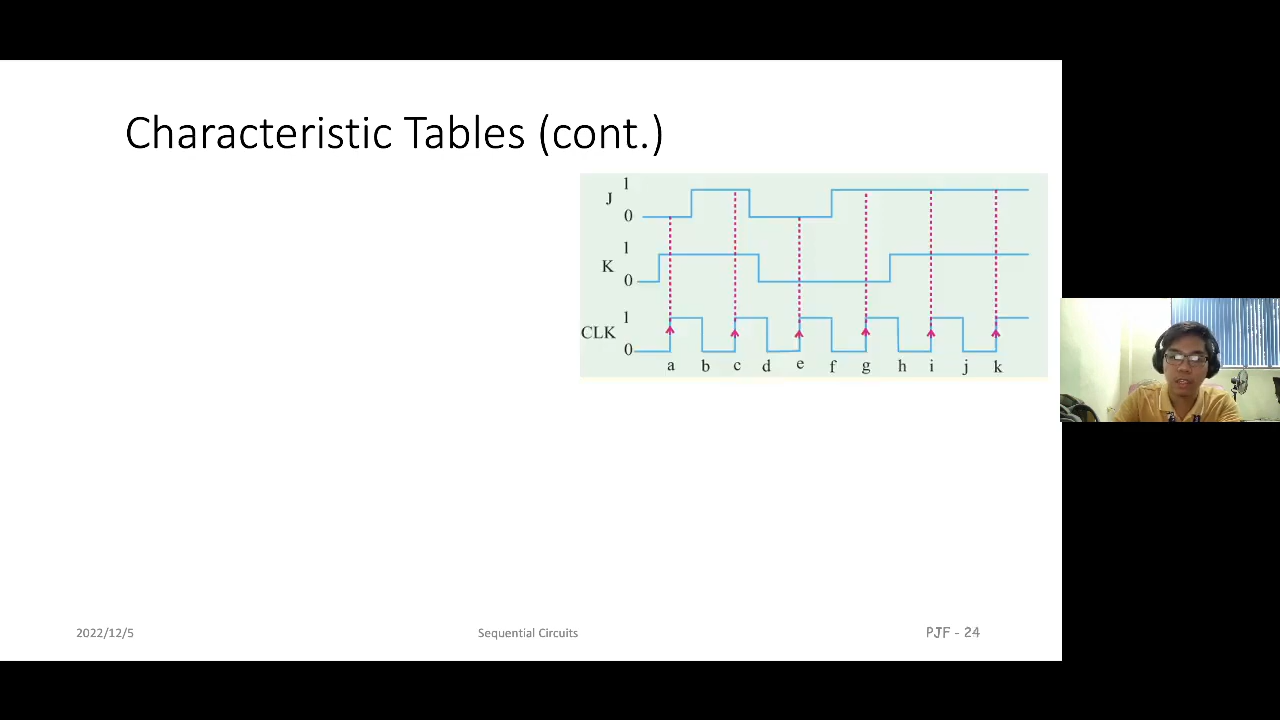 Characteristic Tables (cont.)
1
J
0
1
K
0
1
CLK
0
a b c d e f g h i j k
2022/12/5 Sequential Circuits PJF - 24